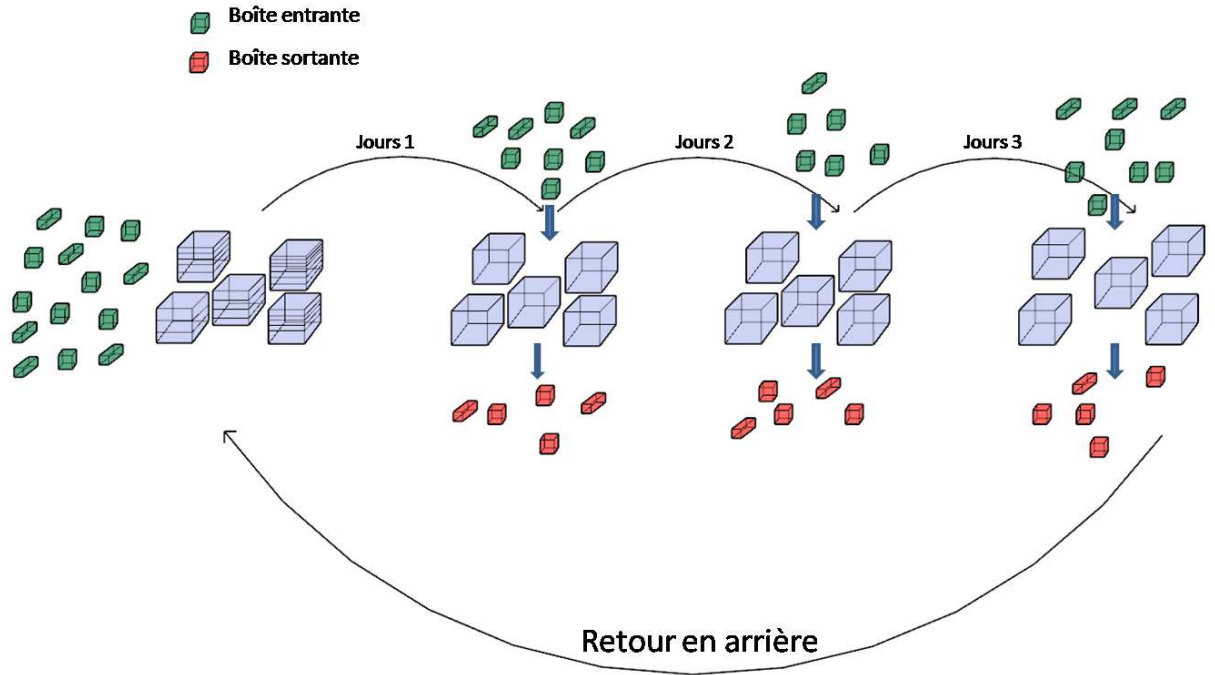 Boîte entrante
Boîte sortante
Jours 1
Jours 2
Jours 3
Retour en arrière